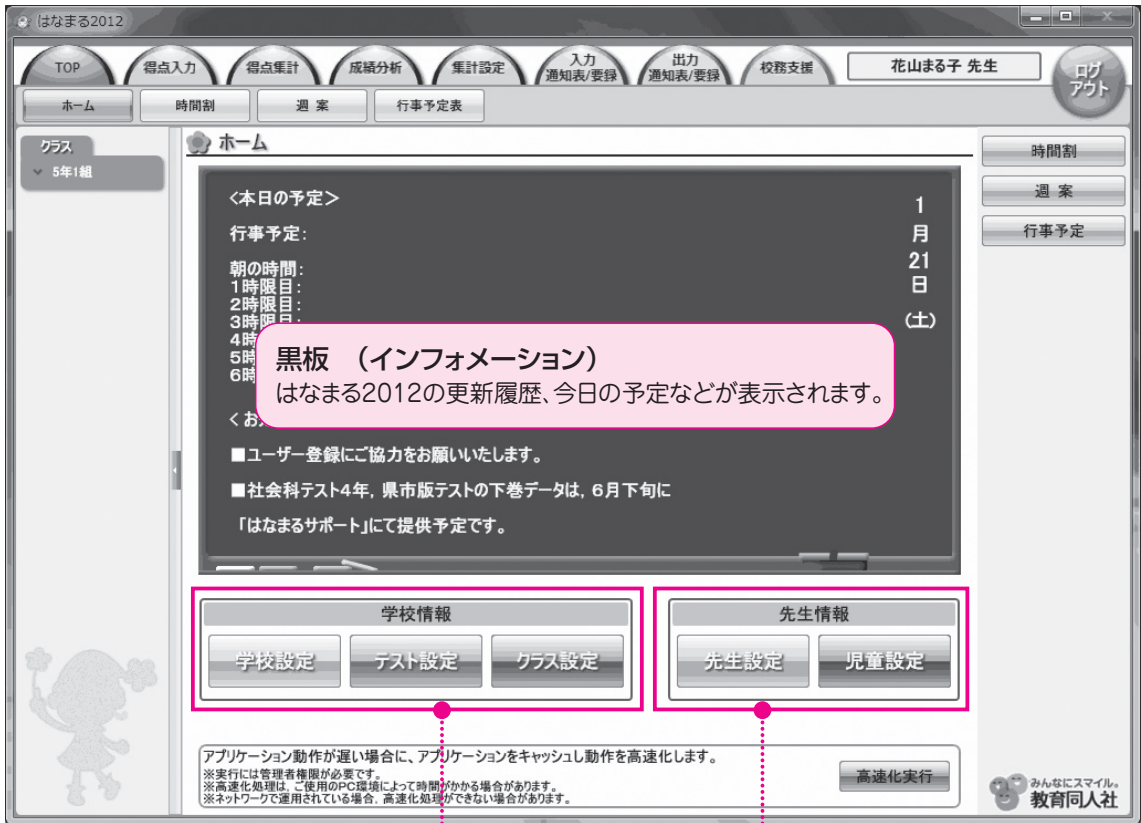 はなまる2012
TOP
得点入力
得点集計
成績分析
集計設定
入力
通知表/要録
出力
通知表/要録
校務支援
花山まる子 先生
ログ
アウト
ホーム
時間割
週 案
行事予定表
クラス
5年1組
ホーム
<本日の予定>
行事予定:
朝の時間:
1時限目:
2時限目:
3時限目:
4時
5時
6時
1
月
21
日
(土)
黒板 (インフォメーション)
はなまる2012の更新履歴、今日の予定などが表示されます。
<お
■ユーザー登録にご協力をお願いいたします。
■社会科テスト4年, 県市版テストの下巻データは, 6月下旬に
「はなまるサポート」にて提供予定です。
時間割
週 案
行事予定
学校情報
学校設定
テスト設定
クラス設定
先生情報
先生設定
児童設定
アプリケーション動作が遅い場合に、アプリケーションをキャッシュし動作を高速化します。
※実行には管理者権限が必要です。
※高速化処理は, ご使用のPC環境によって時間がかかる場合があります。
※ネットワークで運用されている場合, 高速化処理ができない場合があります。
高速化実行
みんなにスマイル。
教育同人社